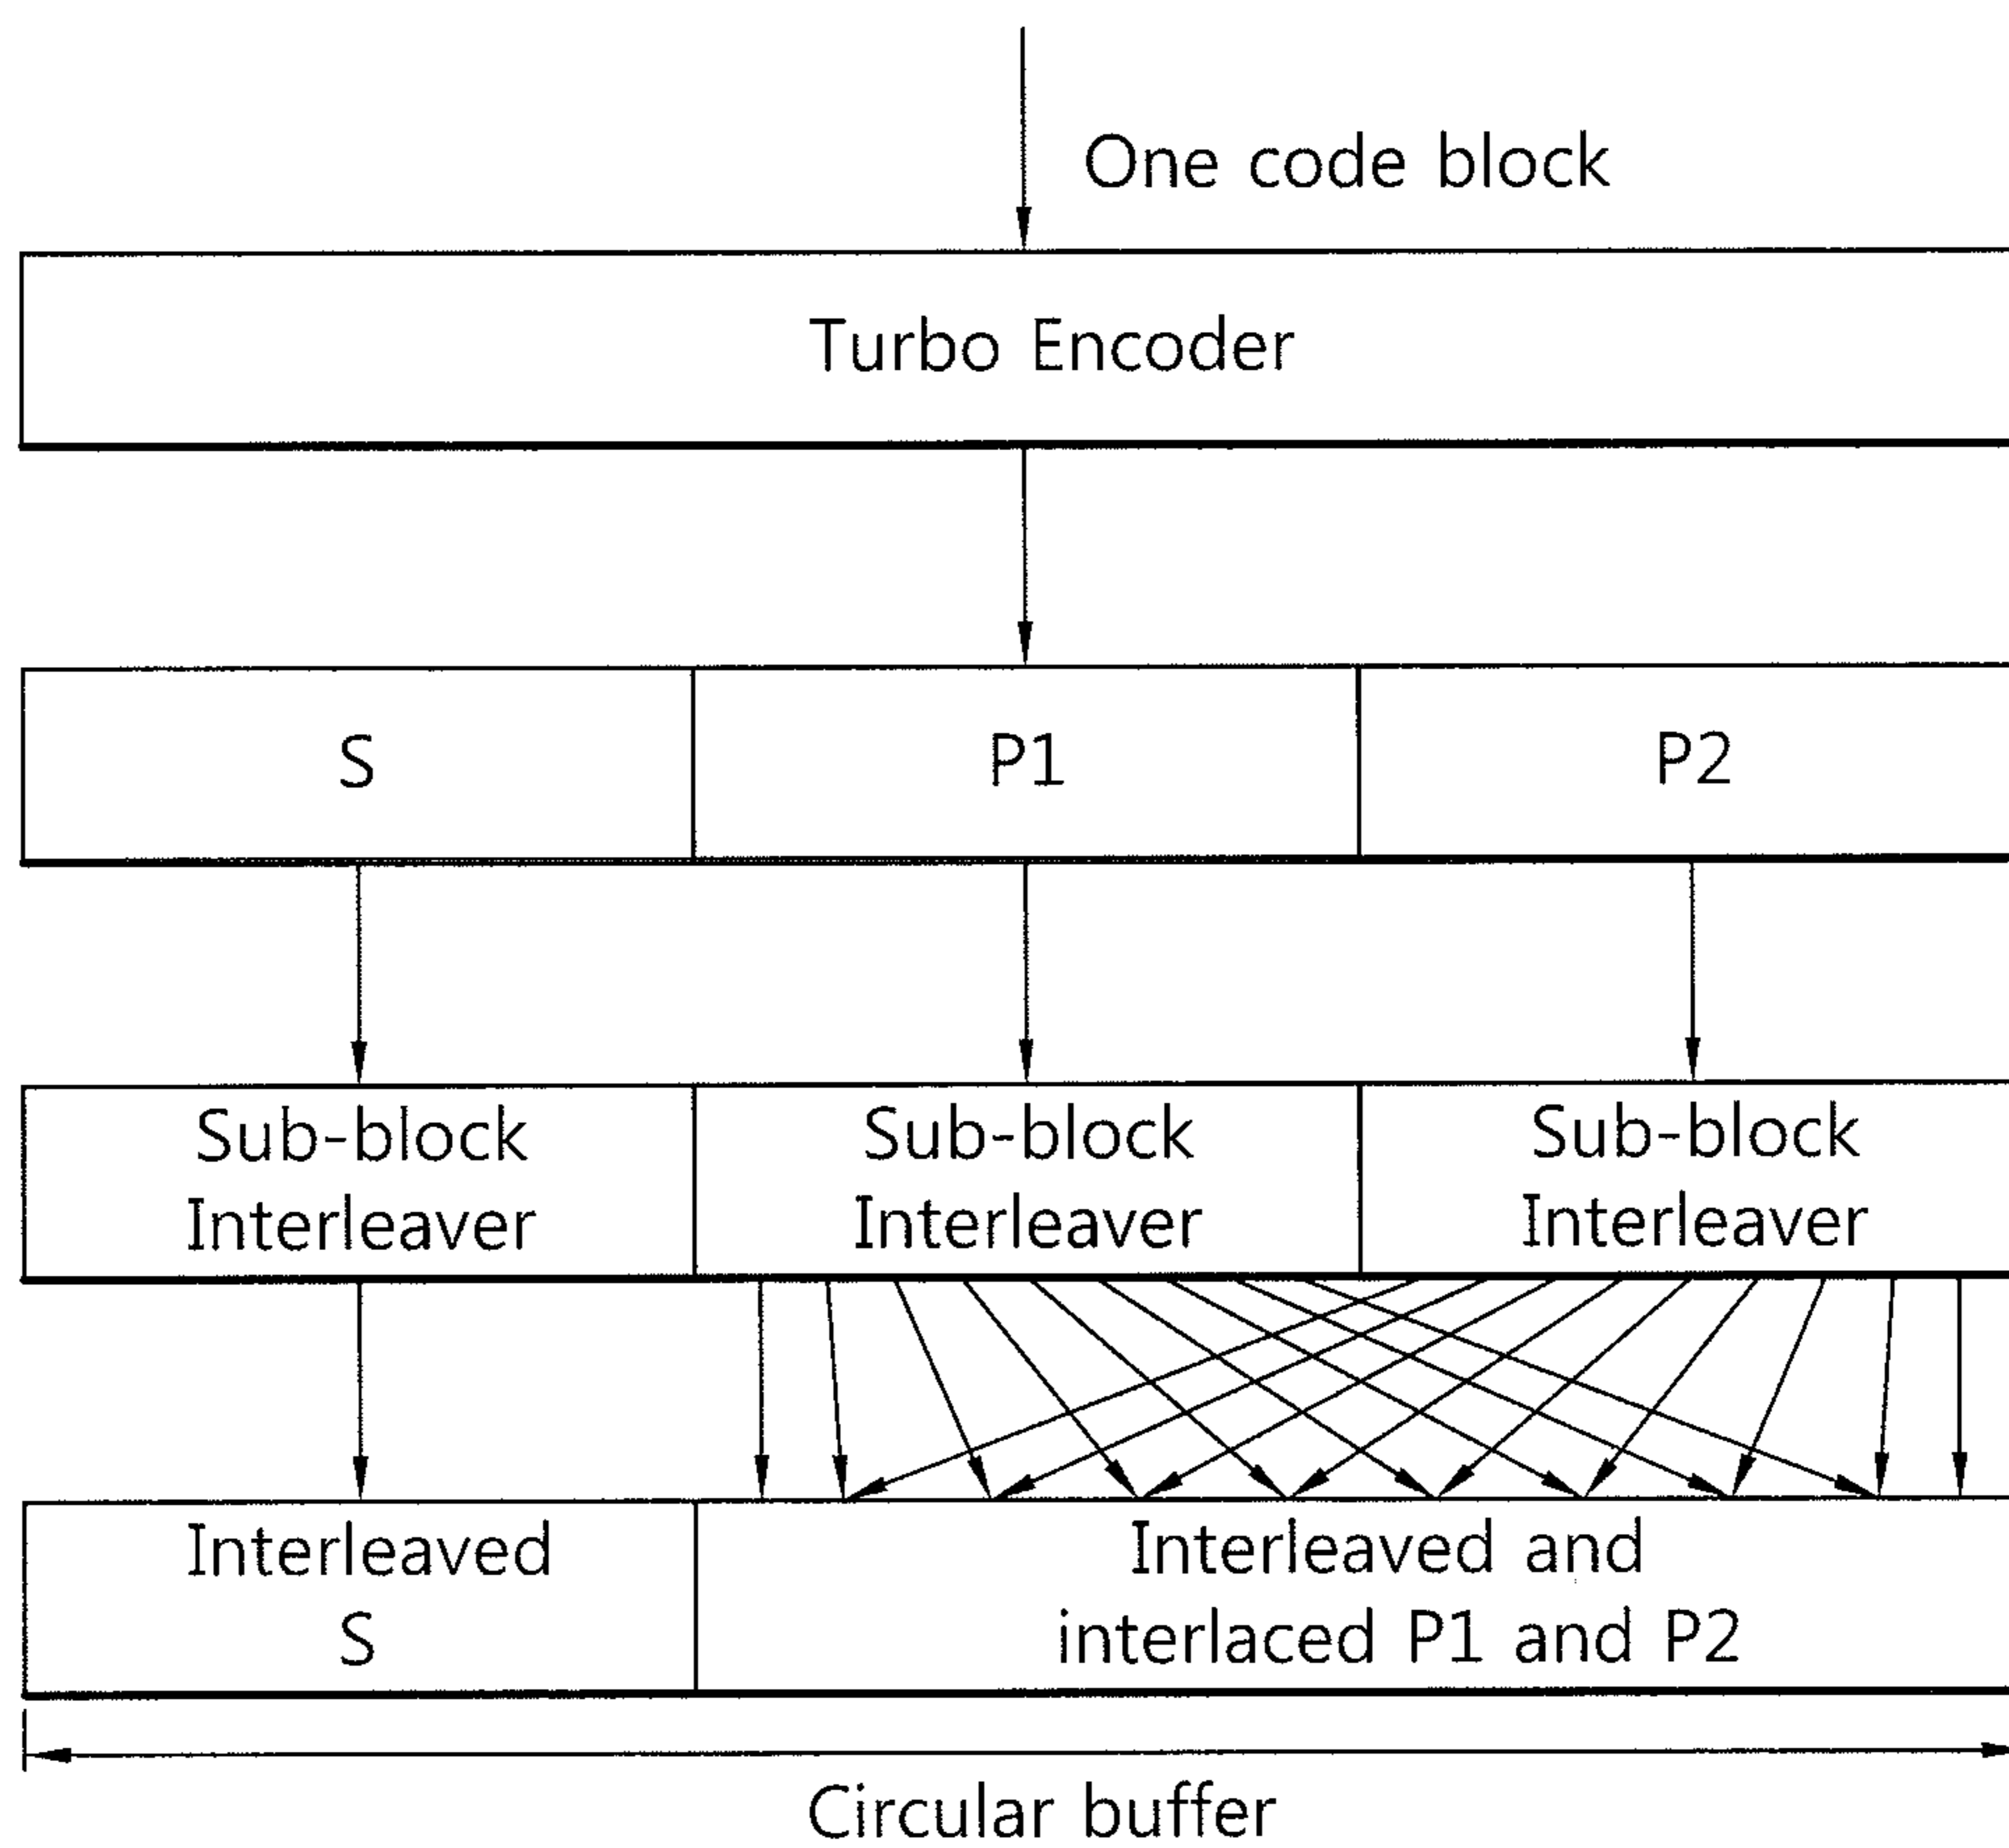 One code block
Turbo Encoder
S
P1
P2
Sub-block
Interleaver
Sub-block
Interleaver
Sub-block
Interleaver
Interleaved
S
Interleaved and
interlaced P1 and P2
Circular buffer